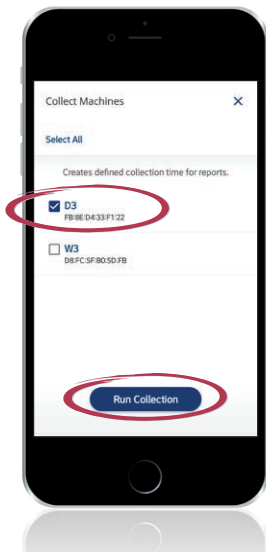 Collect Machines ✕
Select All
Creates defined collection time for reports.
D3
FB:8E:D4:33:F1:22
W3
D8:FC:5F:B0:5D:FB
Run Collection